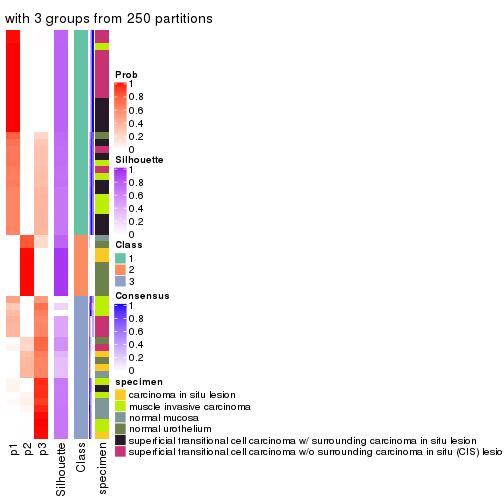 with 3 groups from 250 partitions
Prob
1
0.8
0.6
0.4
0.2
0
Silhouette
1
0.8
0.6
0.4
0.2
0
Class
1
2
3
Consensus
1
0.8
0.6
0.4
0.2
0
specimen
carcinoma in situ lesion
muscle invasive carcinoma
normal mucosa
normal urothelium
superficial transitional cell carcinoma w/ surrounding carcinoma in situ lesion
superficial transitional cell carcinoma w/o surrounding carcinoma in situ (CIS) lesio
p1
p2
p3
Silhouette
Class
specimen